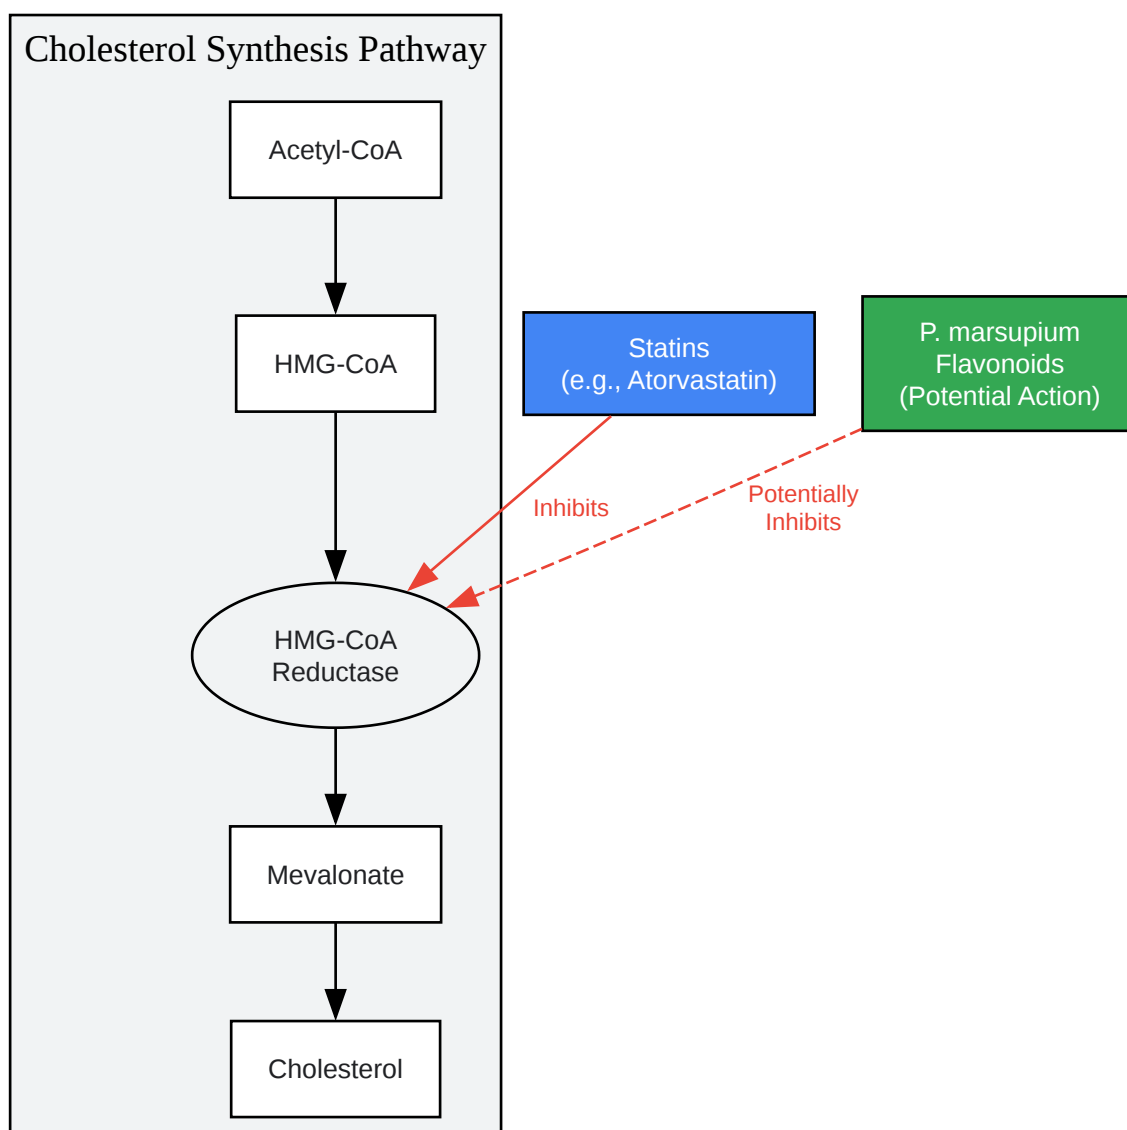 Cholesterol Synthesis Pathway
Acetyl-CoA
HMG-CoA
Statins
(e.g., Atorvastatin)
P. marsupium
Flavonoids
(Potential Action)
Inhibits
Potentially
Inhibits
HMG-CoA
Reductase
Mevalonate
Cholesterol